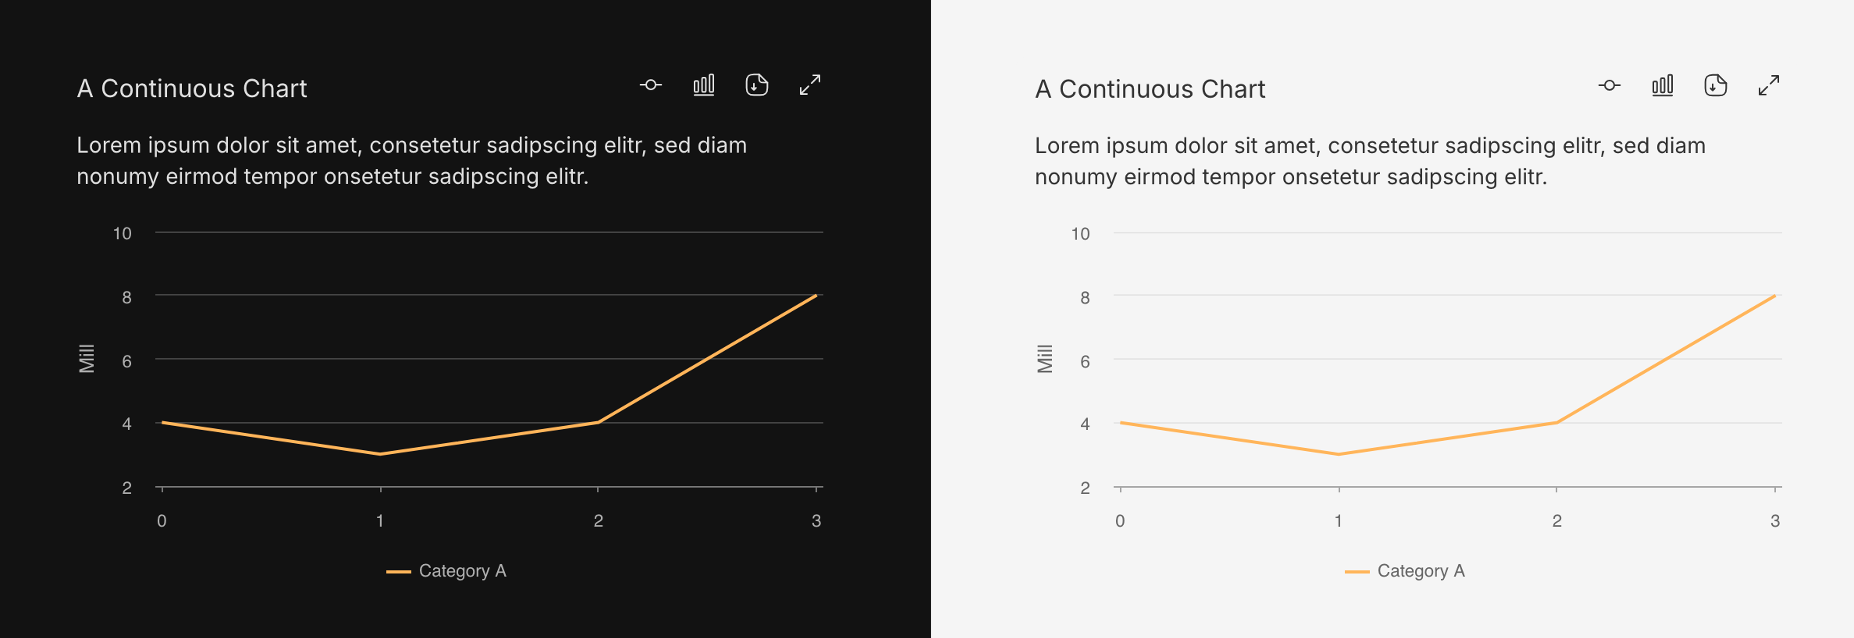 A Continuous Chart
Lorem ipsum dolor sit amet, consetetur sadipscing elitr, sed diam
nonumy eirmod tempor onsetetur sadipscing elitr.
10
8
6
4
2
Mill
0 1 2 3
Category A
A Continuous Chart
Lorem ipsum dolor sit amet, consetetur sadipscing elitr, sed diam
nonumy eirmod tempor onsetetur sadipscing elitr.
10
8
6
4
2
Mill
0 1 2 3
Category A